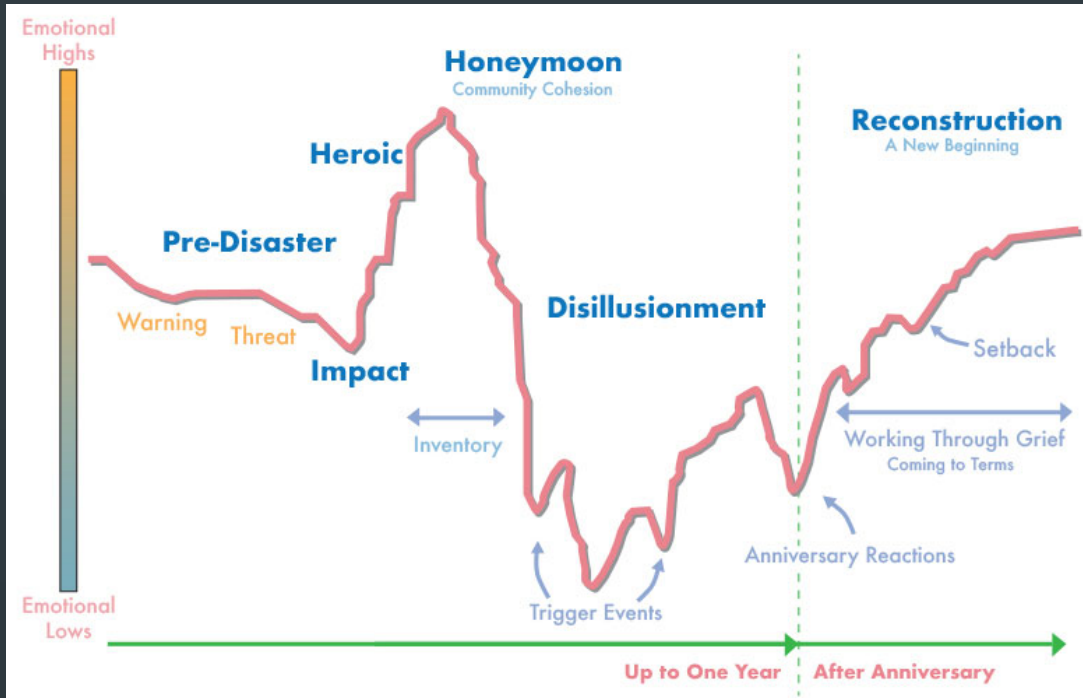 Emotional
Highs
Honeymoon
Community Cohesion
Reconstruction
A New Beginning
Heroic
Pre-Disaster
Disillusionment
Warning
Threat
Impact
Setback
Inventory
Working Through Grief
Coming to Terms
Anniversary Reactions
Trigger Events
Emotional
Lows
Up to One Year
After Anniversary